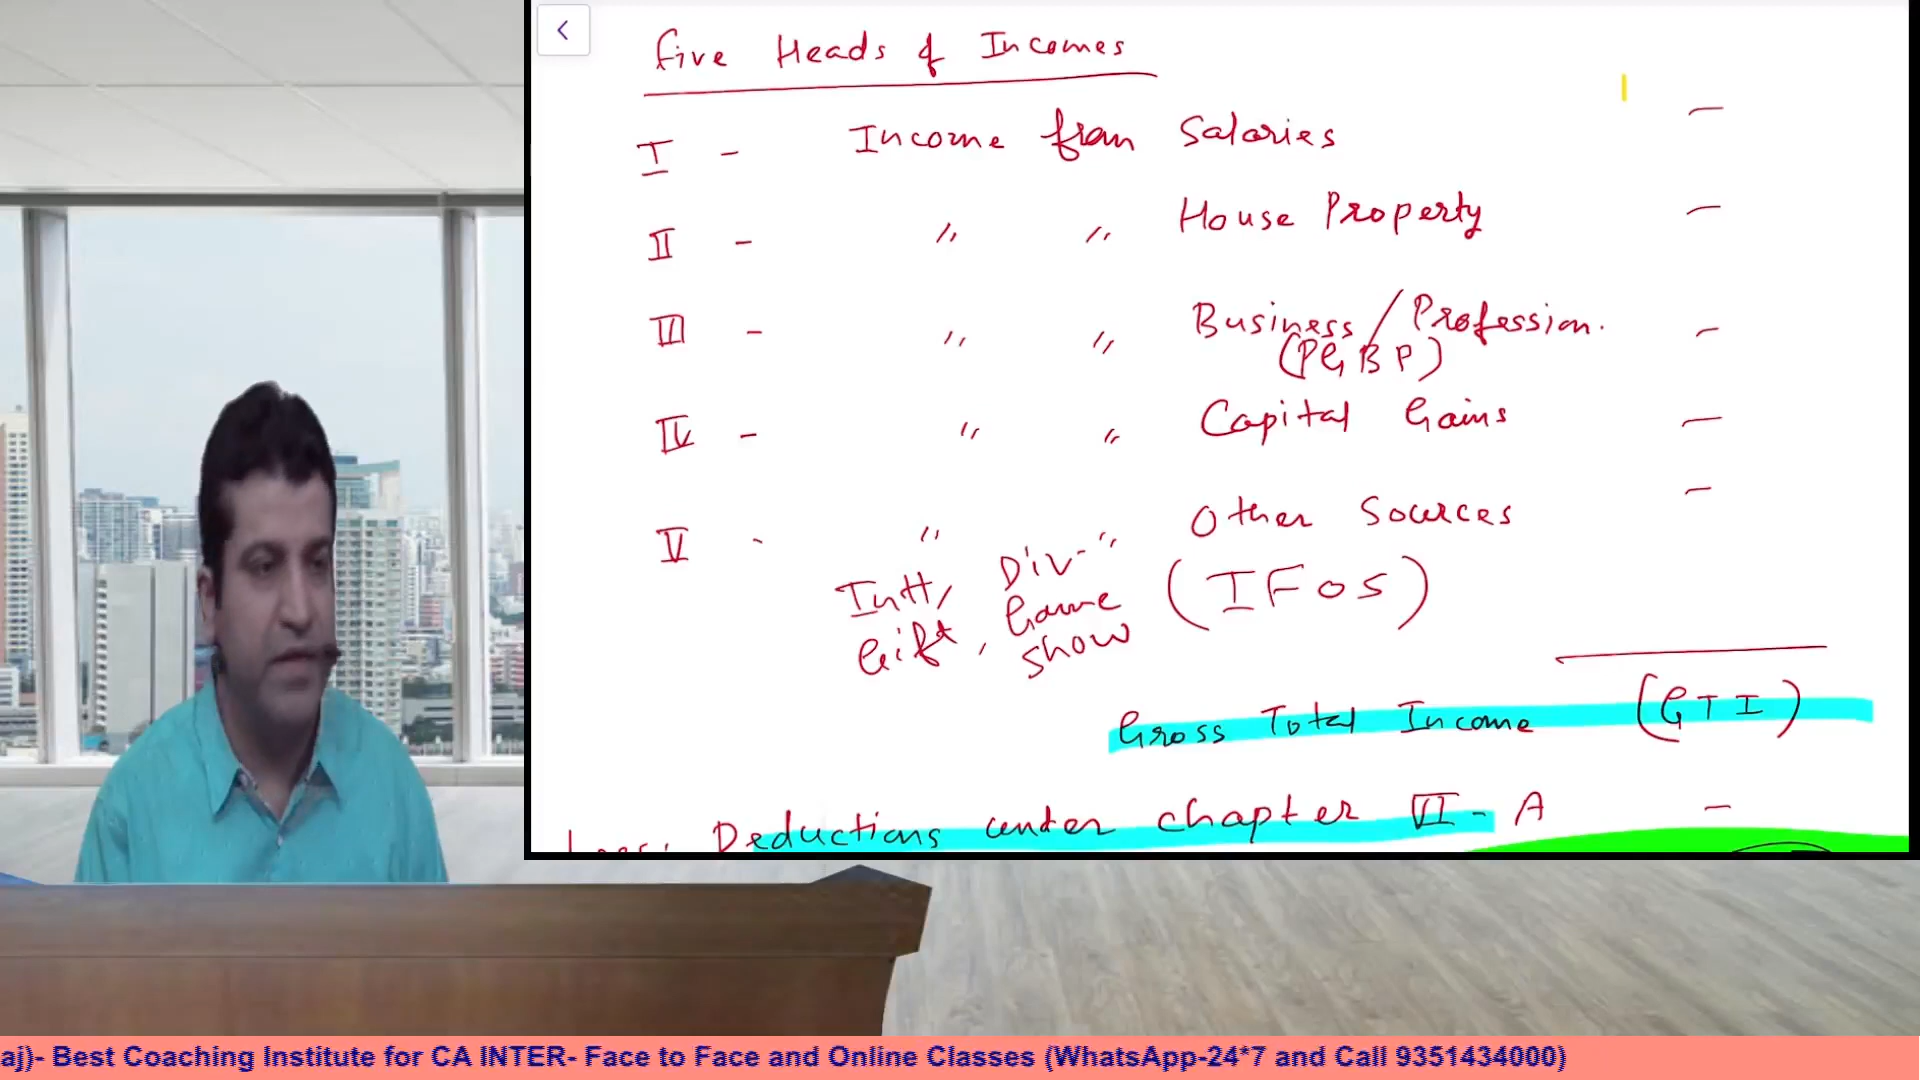 Five Heads of Incomes
I - Income from Salaries -
II - " " House Property -
III - " " Business / Profession. -
(PGBP)
IV - " " Capital Gains -
V - " " Other Sources -
Intt, Div- (IFOS)
Gift, Game
Show
Gross Total Income (GTI)
Less: Deductions under chapter VI - A -
aj)- Best Coaching Institute for CA INTER- Face to Face and Online Classes (WhatsApp-24*7 and Call 9351434000)